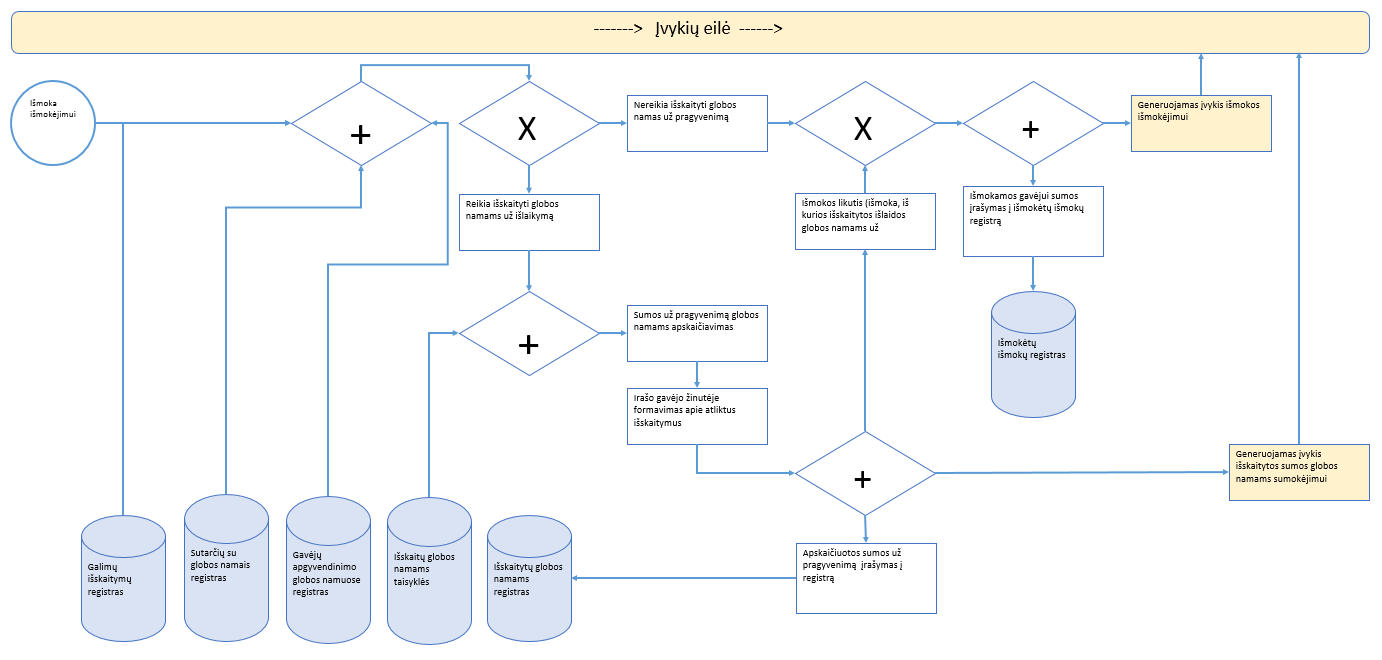 -------> Įvykių eilė ------>
Išmoka
išmokėjimui
+
X
Nereikia išskaityti globos
namas už pragyvenimą
X
+
Generuojamas įvykis išmokos
išmokėjimui
Reikia išskaityti globos
namams už išlaikymą
Išmokos likutis (išmoka, iš
kurios išskaitytos išlaidos
globos namams už
Išmokamos gavėjui sumos
įrašymas į išmokėtų išmokų
registrą
+
Sumos už pragyvenimą globos
namams apskaičiavimas
Išmokėtų
išmokų registras
Irašo gavėjo žinutėje
formavimas apie atliktus
išskaitymus
+
Generuojamas įvykis
išskaitytos sumos globos
namams sumokėjimui
Galimų
išskaitymų
registras
Sutarčių su
globos namais
registras
Gavėjų
apgyvendinimo
globos namuose
registras
Išskaitų globos
namams
taisyklės
Išskaitytų globos
namams
registras
Apskaičiuotos sumos už
pragyvenimą įrašymas į
registrą